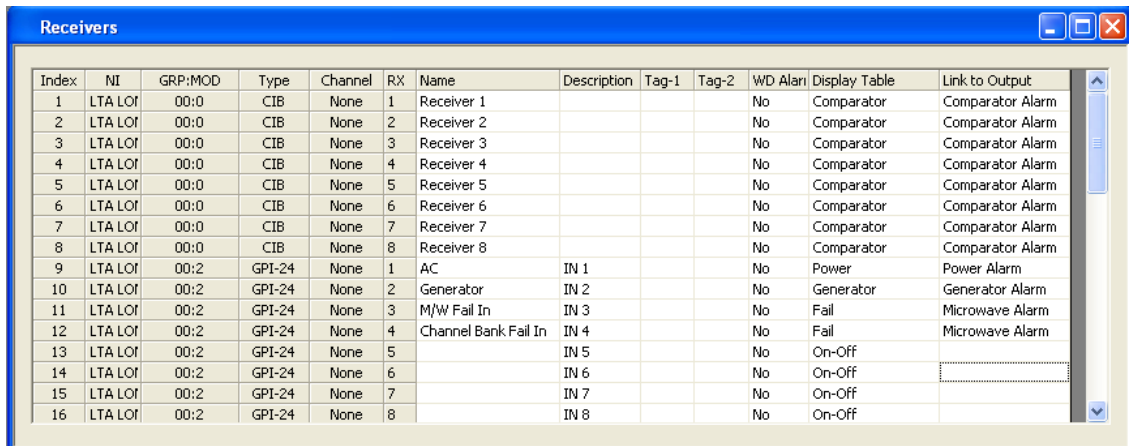 Receivers
Index NI GRP:MOD Type Channel RX Name Description Tag-1 Tag-2 WD Aları Display Table Link to Output
1 LTA LOI 00:0 CIB None 1 Receiver 1 No Comparator Comparator Alarm
2 LTA LOI 00:0 CIB None 2 Receiver 2 No Comparator Comparator Alarm
3 LTA LOI 00:0 CIB None 3 Receiver 3 No Comparator Comparator Alarm
4 LTA LOI 00:0 CIB None 4 Receiver 4 No Comparator Comparator Alarm
5 LTA LOI 00:0 CIB None 5 Receiver 5 No Comparator Comparator Alarm
6 LTA LOI 00:0 CIB None 6 Receiver 6 No Comparator Comparator Alarm
7 LTA LOI 00:0 CIB None 7 Receiver 7 No Comparator Comparator Alarm
8 LTA LOI 00:0 CIB None 8 Receiver 8 No Comparator Comparator Alarm
9 LTA LOI 00:2 GPI-24 None 1 AC IN 1 No Power Power Alarm
10 LTA LOI 00:2 GPI-24 None 2 Generator IN 2 No Generator Generator Alarm
11 LTA LOI 00:2 GPI-24 None 3 M/W Fail In IN 3 No Fail Microwave Alarm
12 LTA LOI 00:2 GPI-24 None 4 Channel Bank Fail In IN 4 No Fail Microwave Alarm
13 LTA LOI 00:2 GPI-24 None 5 IN 5 No On-Off
14 LTA LOI 00:2 GPI-24 None 6 IN 6 No On-Off
15 LTA LOI 00:2 GPI-24 None 7 IN 7 No On-Off
16 LTA LOI 00:2 GPI-24 None 8 IN 8 No On-Off